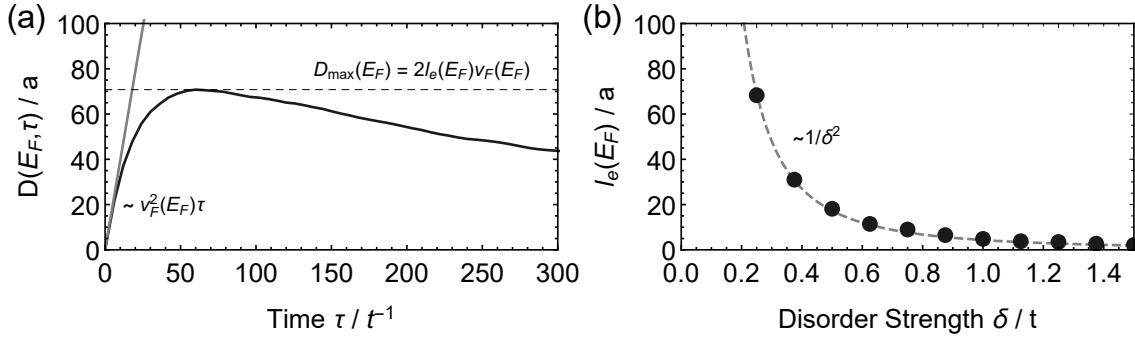 (a)
100
80
60
40
20
0
D(E_F,τ) / a
D_max(E_F) = 2l_e(E_F)v_F(E_F)
~ v_F^2(E_F)τ
0 50 100 150 200 250 300
Time τ / t^-1
(b)
100
80
60
40
20
0
l_e(E_F) / a
~1/δ^2
0.0 0.2 0.4 0.6 0.8 1.0 1.2 1.4
Disorder Strength δ / t